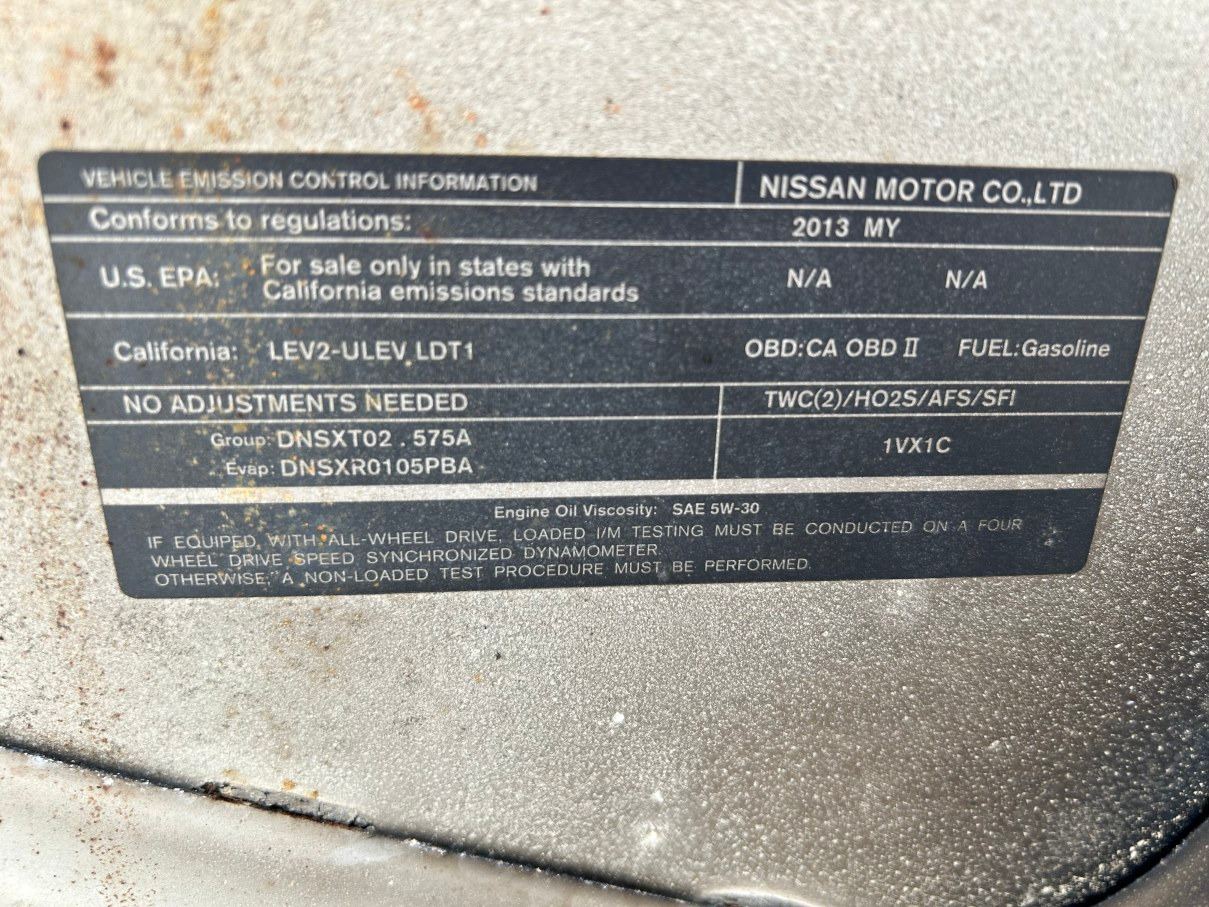 VEHICLE EMISSION CONTROL INFORMATION NISSAN MOTOR CO.,LTD
Conforms to regulations: 2013 MY
U.S. EPA: For sale only in states with
California emissions standards N/A N/A
California: LEV2-ULEV LDT1 OBD:CA OBD II FUEL:Gasoline
NO ADJUSTMENTS NEEDED TWC(2)/HO2S/AFS/SFI
Group: DNSXT02.575A
Evap: DNSXR0105PBA 1VX1C
Engine Oil Viscosity: SAE 5W-30
IF EQUIPED, WITH ALL-WHEEL DRIVE, LOADED I/M TESTING MUST BE CONDUCTED ON A FOUR
WHEEL DRIVE SPEED SYNCHRONIZED DYNAMOMETER.
OTHERWISE, A NON-LOADED TEST PROCEDURE MUST BE PERFORMED.